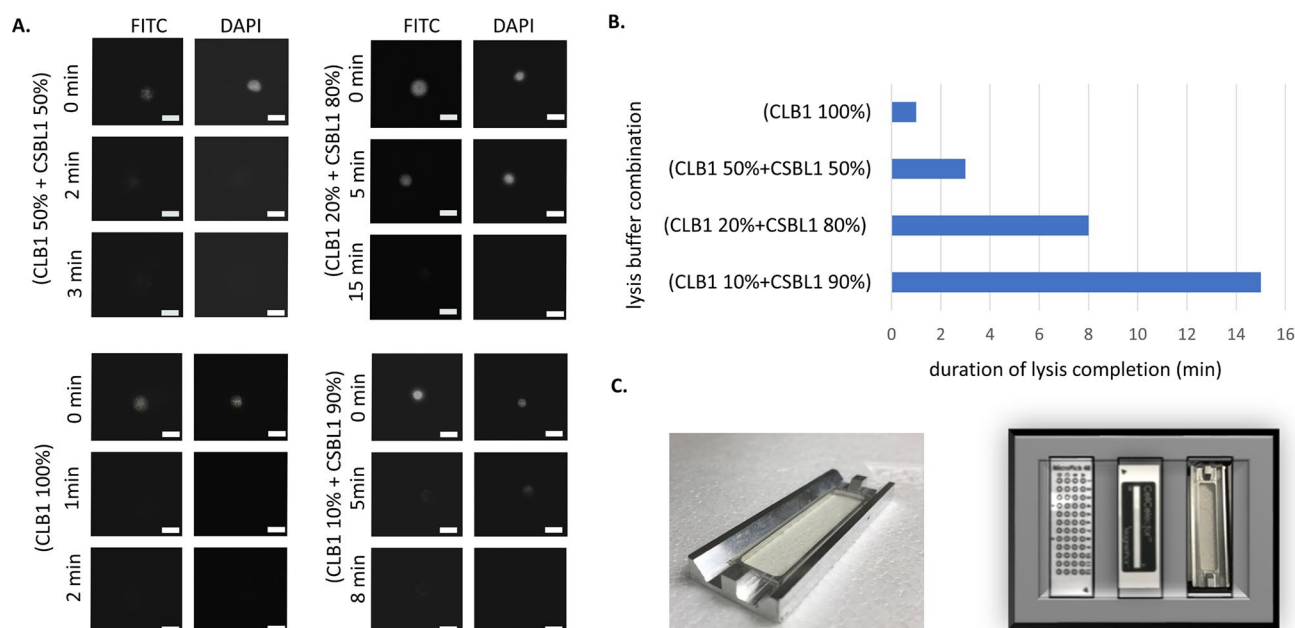 A.
FITC DAPI
(CLB1 50% + CSBL1 50%)
0 min
2 min
3 min
FITC DAPI
(CLB1 20% + CSBL1 80%)
0 min
5 min
15 min
(CLB1 100%)
0 min
1min
2 min
(CLB1 10% + CSBL1 90%)
0 min
5min
8 min
B.
lysis buffer combination
(CLB1 100%)
(CLB1 50%+CSBL1 50%)
(CLB1 20%+CSBL1 80%)
(CLB1 10%+CSBL1 90%)
0 2 4 6 8 10 12 14 16
duration of lysis completion (min)
C.